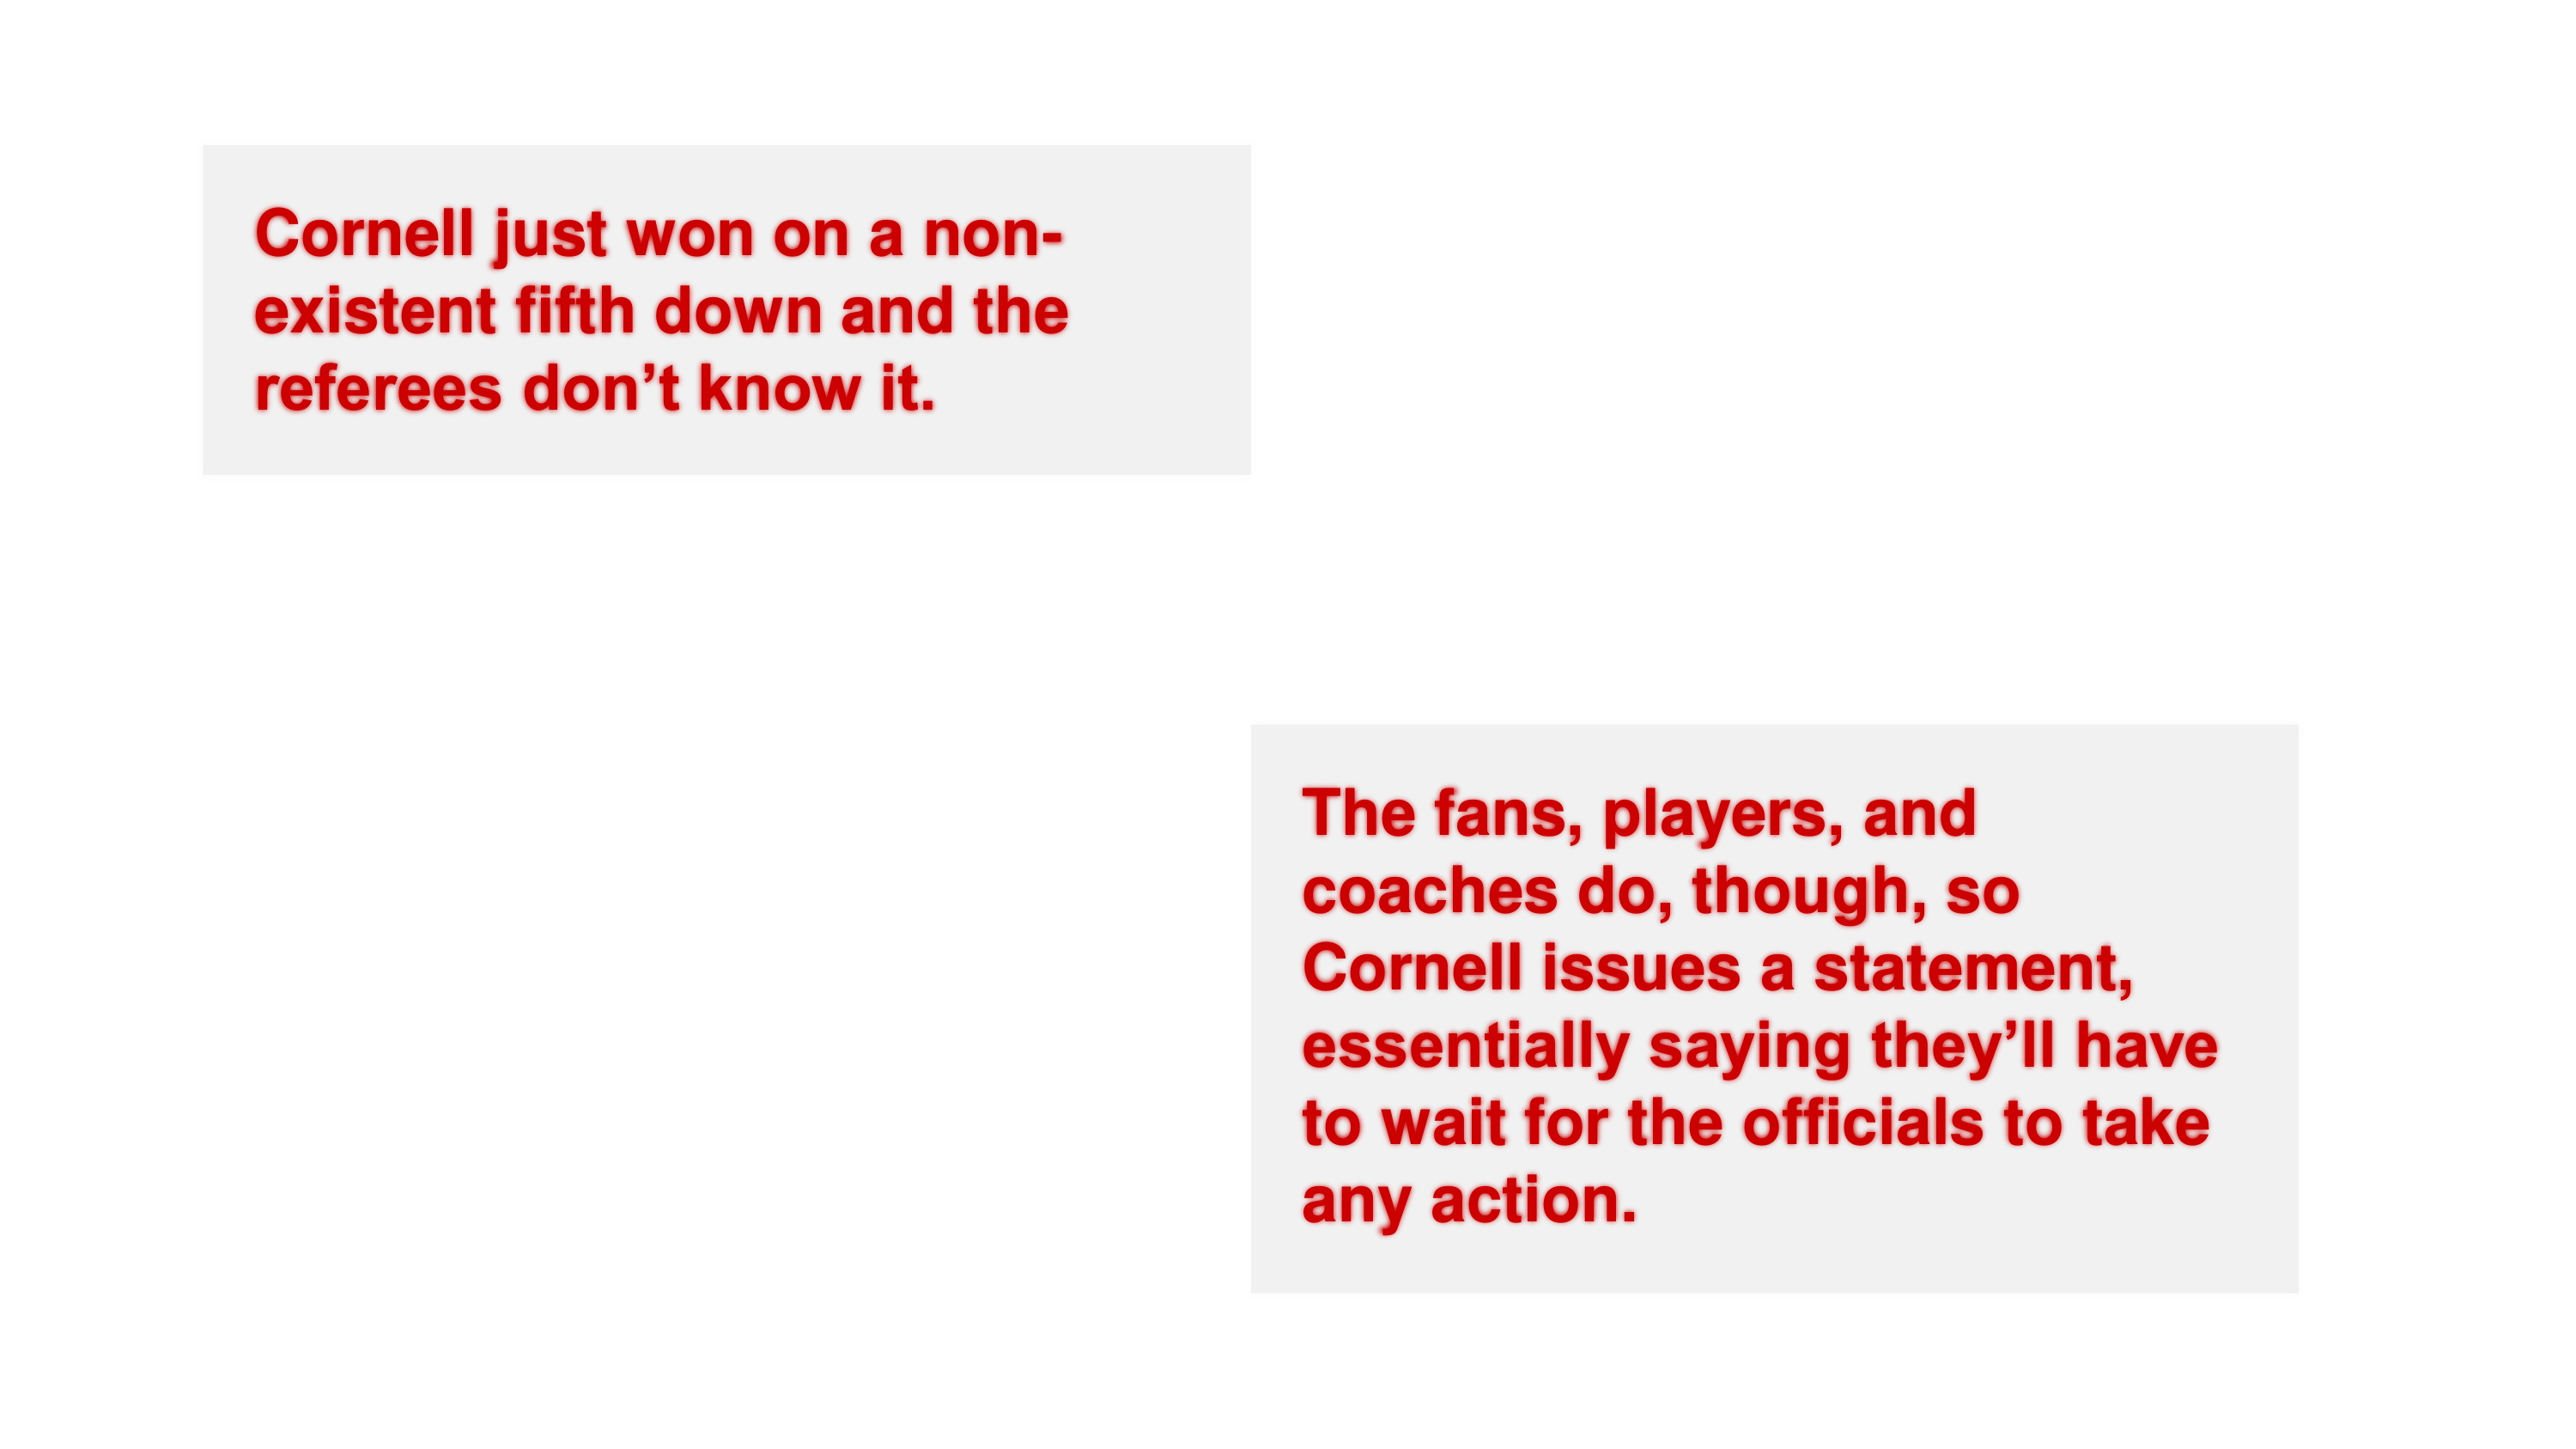 Cornell just won on a non-
existent fifth down and the
referees don’t know it.
The fans, players, and
coaches do, though, so
Cornell issues a statement,
essentially saying they’ll have
to wait for the officials to take
any action.